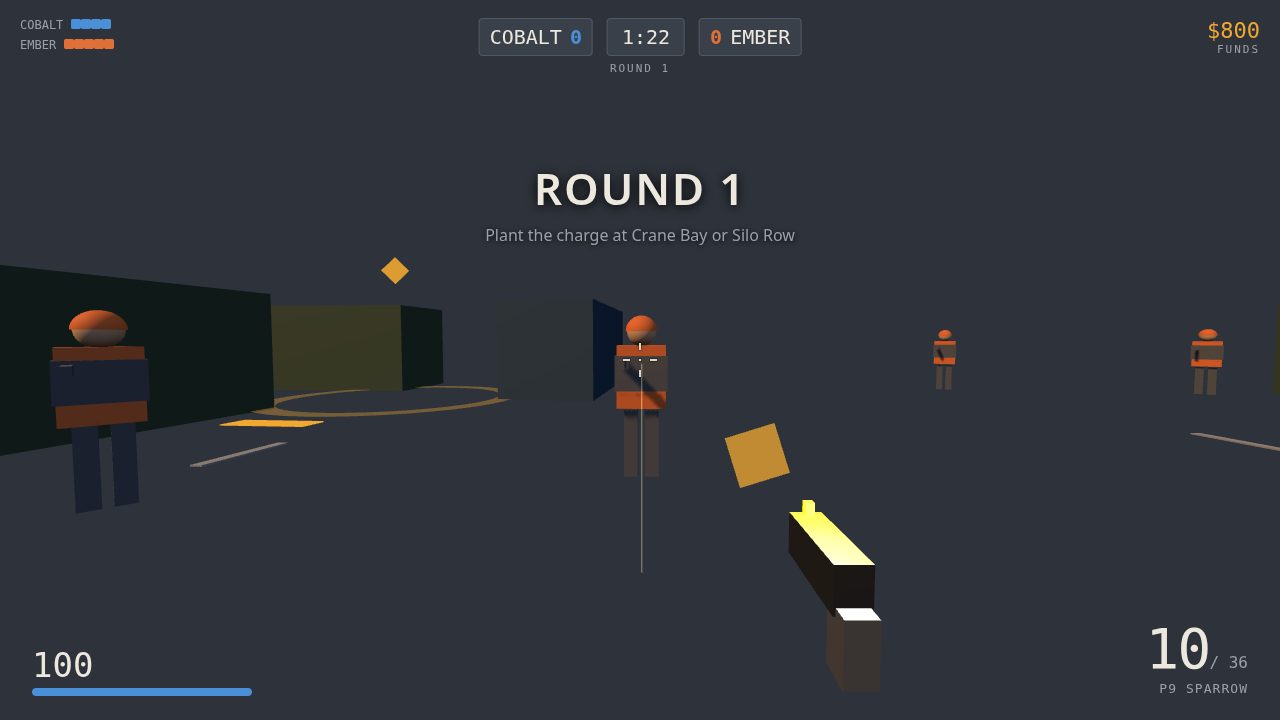 COBALT
EMBER
COBALT 0
1:22
0 EMBER
ROUND 1
$800
FUNDS
ROUND 1
Plant the charge at Crane Bay or Silo Row
100
10 / 36
P9 SPARROW